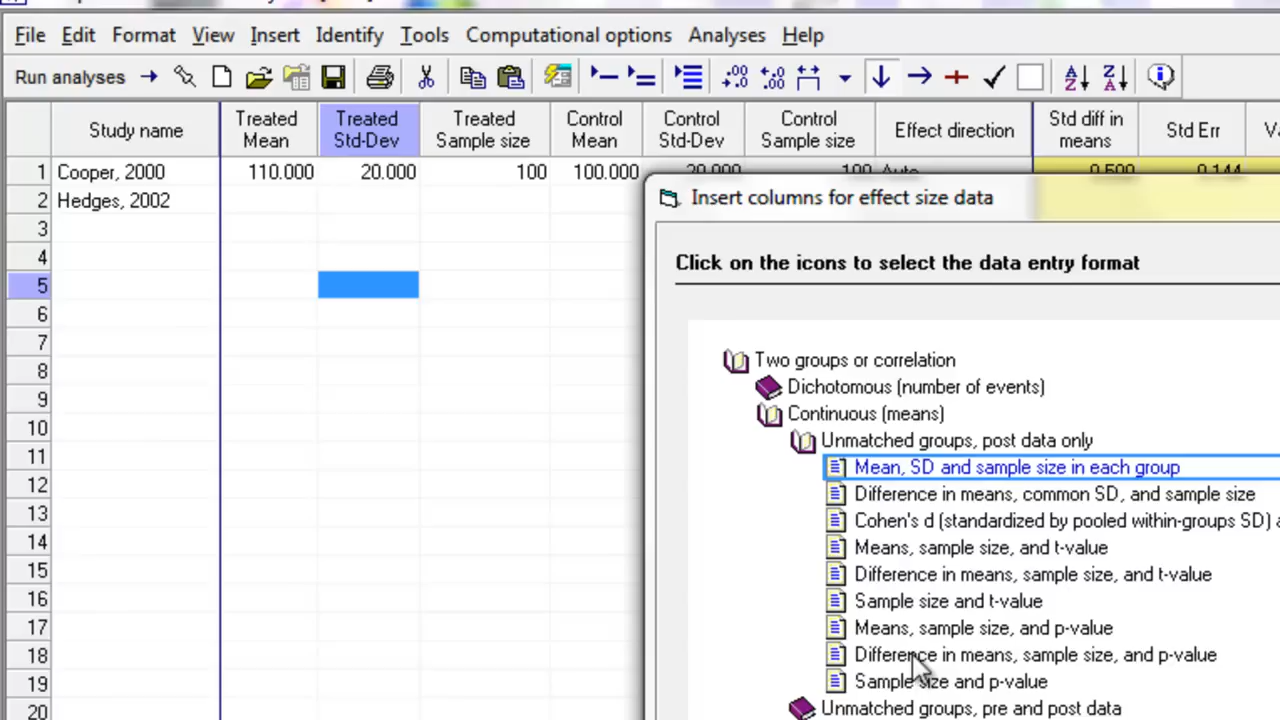 File Edit Format View Insert Identify Tools Computational options Analyses Help
Run analyses
Study name Treated Mean Treated Std-Dev Treated Sample size Control Mean Control Std-Dev Control Sample size Effect direction Std diff in means Std Err
1 Cooper, 2000 110.000 20.000 100 100.000 20.000 100 Auto 0.500 0.144
2 Hedges, 2002
Insert columns for effect size data
3
4
Click on the icons to select the data entry format
5
6
7
Two groups or correlation
8
Dichotomous (number of events)
9
Continuous (means)
10
Unmatched groups, post data only
11
Mean, SD and sample size in each group
12
Difference in means, common SD, and sample size
13
Cohen's d (standardized by pooled within-groups SD)
14
Means, sample size, and t-value
15
Difference in means, sample size, and t-value
16
Sample size and t-value
17
Means, sample size, and p-value
18
Difference in means, sample size, and p-value
19
Sample size and p-value
20
Unmatched groups, pre and post data